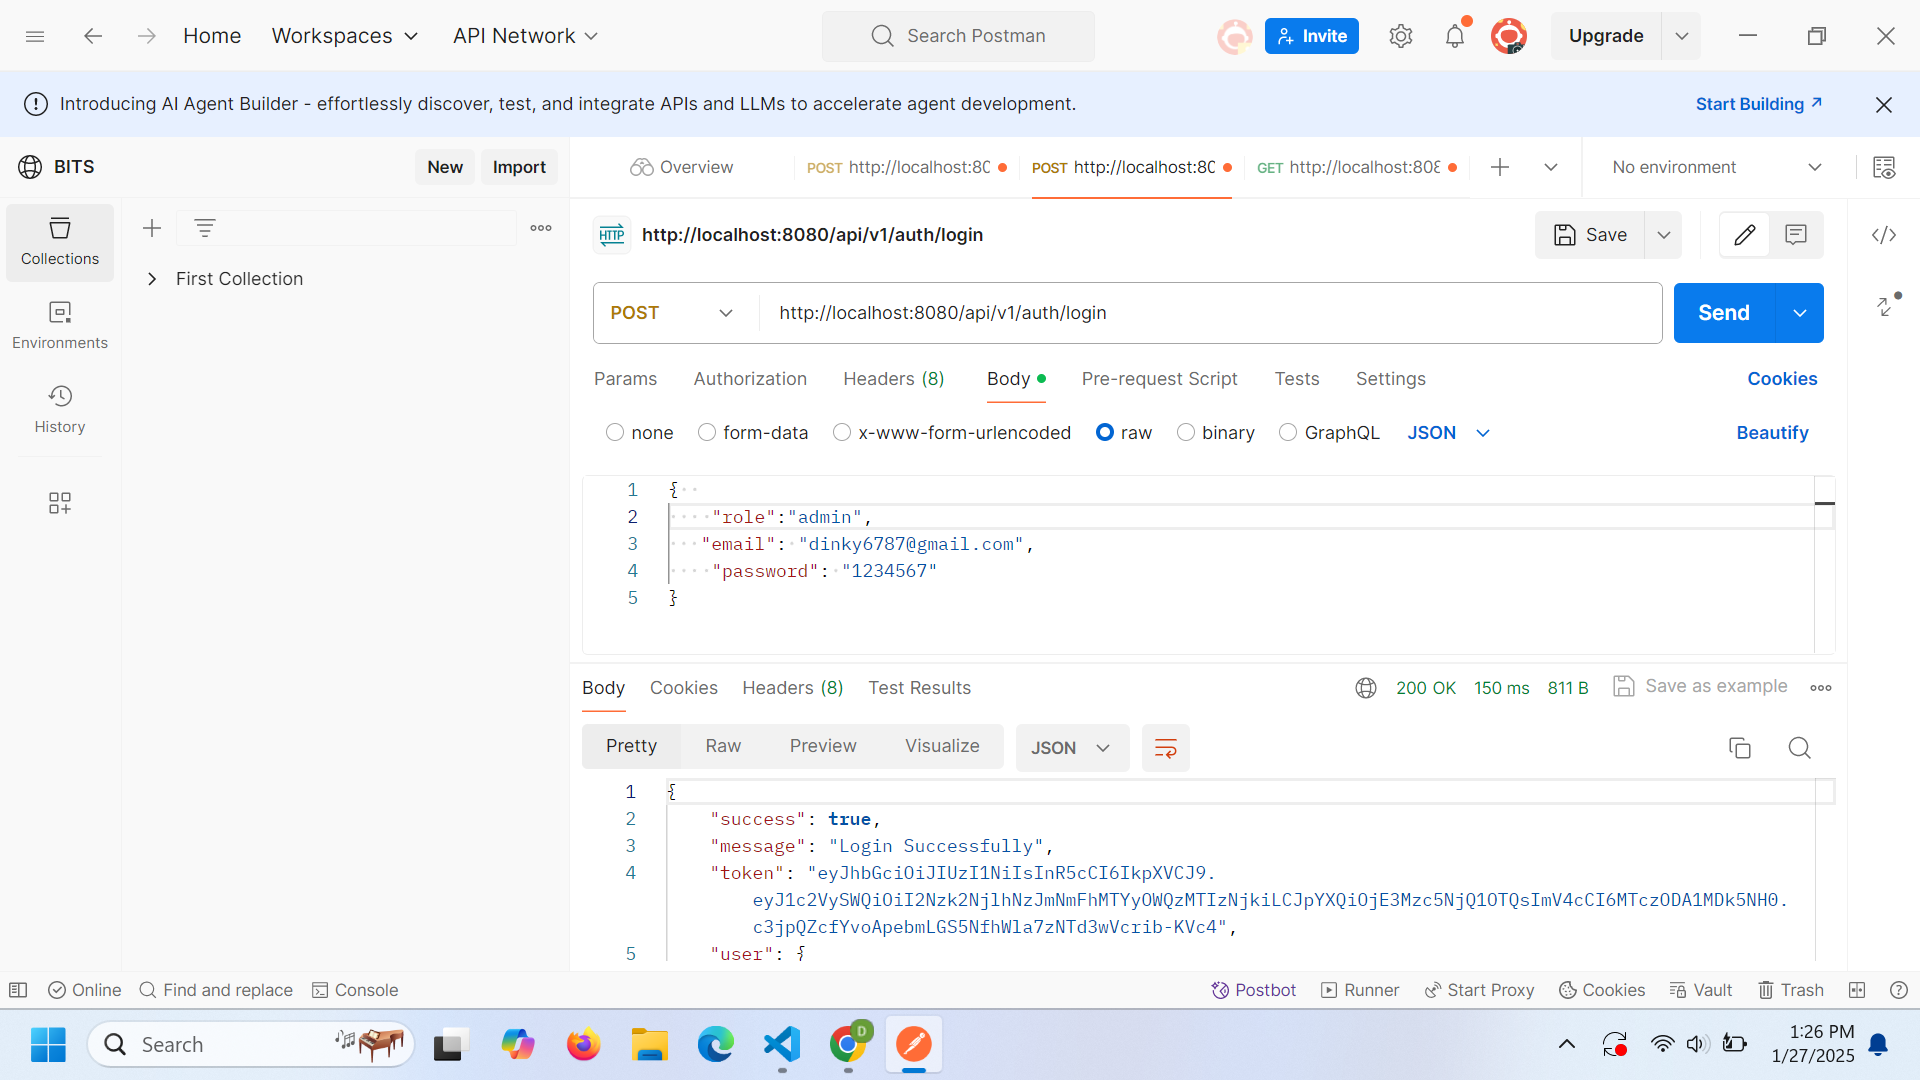 Home Workspaces API Network Search Postman Invite Upgrade
Introducing AI Agent Builder - effortlessly discover, test, and integrate APIs and LLMs to accelerate agent development. Start Building
BITS New Import Overview POST http://localhost:80 POST http://localhost:80 GET http://localhost:808 No environment
Collections
First Collection
Environments
History
HTTP http://localhost:8080/api/v1/auth/login Save
POST http://localhost:8080/api/v1/auth/login Send
Params Authorization Headers (8) Body Pre-request Script Tests Settings Cookies
none form-data x-www-form-urlencoded raw binary GraphQL JSON Beautify
1 {
2 "role":"admin",
3 "email": "dinky6787@gmail.com",
4 "password": "1234567"
5 }
Body Cookies Headers (8) Test Results 200 OK 150 ms 811 B Save as example
Pretty Raw Preview Visualize JSON
1 {
2 "success": true,
3 "message": "Login Successfully",
4 "token": "eyJhbGciOiJIUzI1NiIsInR5cCI6IkpXVCJ9.
eyJ1c2VySWQiOiI2Nzk2NjlhNzJmNmFhMTYyOWQzMTIzNjkiLCJpYXQiOjE3Mzc5NjQ1OTQsImV4cCI6MTczODA1MDk5NH0.
c3jpQZcfYvoApebmLGS5NfhWla7zNTd3wVcrib-KVc4",
5 "user": {
Online Find and replace Console Postbot Runner Start Proxy Cookies Vault Trash
Search D 1:26 PM
1/27/2025